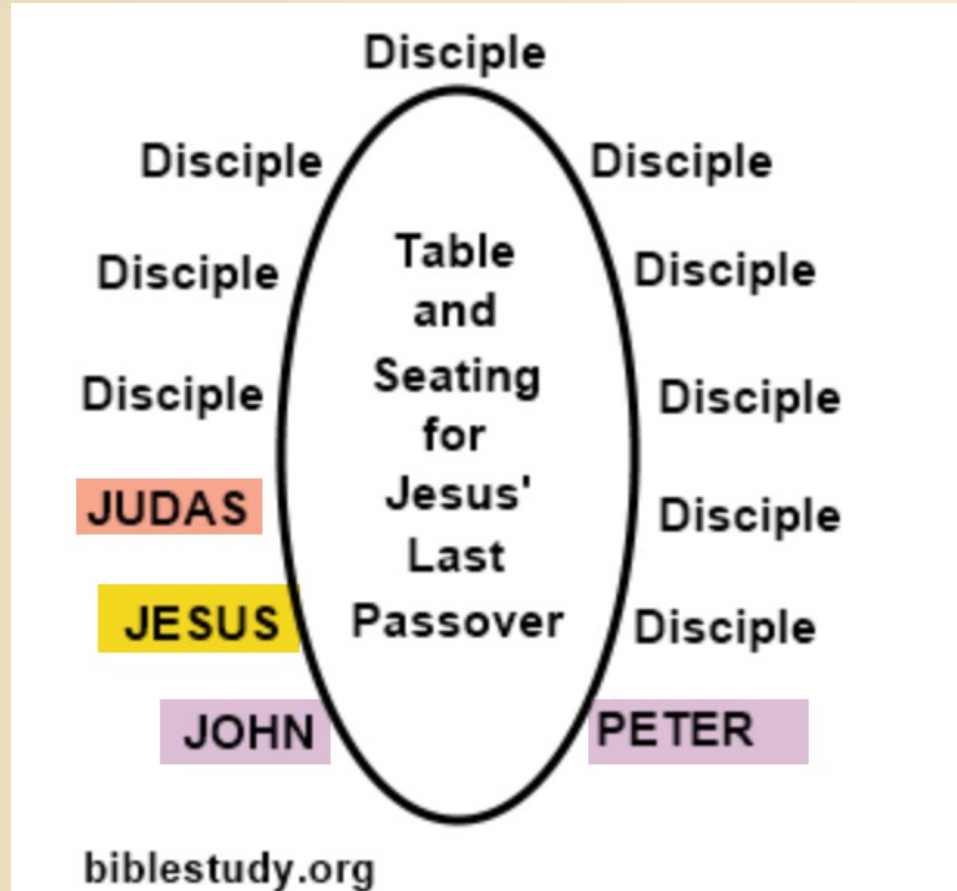 Disciple
Disciple
Disciple
Disciple
Disciple
Disciple
Disciple
JUDAS
Disciple
JESUS
Disciple
JOHN
PETER
Table
and
Seating
for
Jesus'
Last
Passover
biblestudy.org